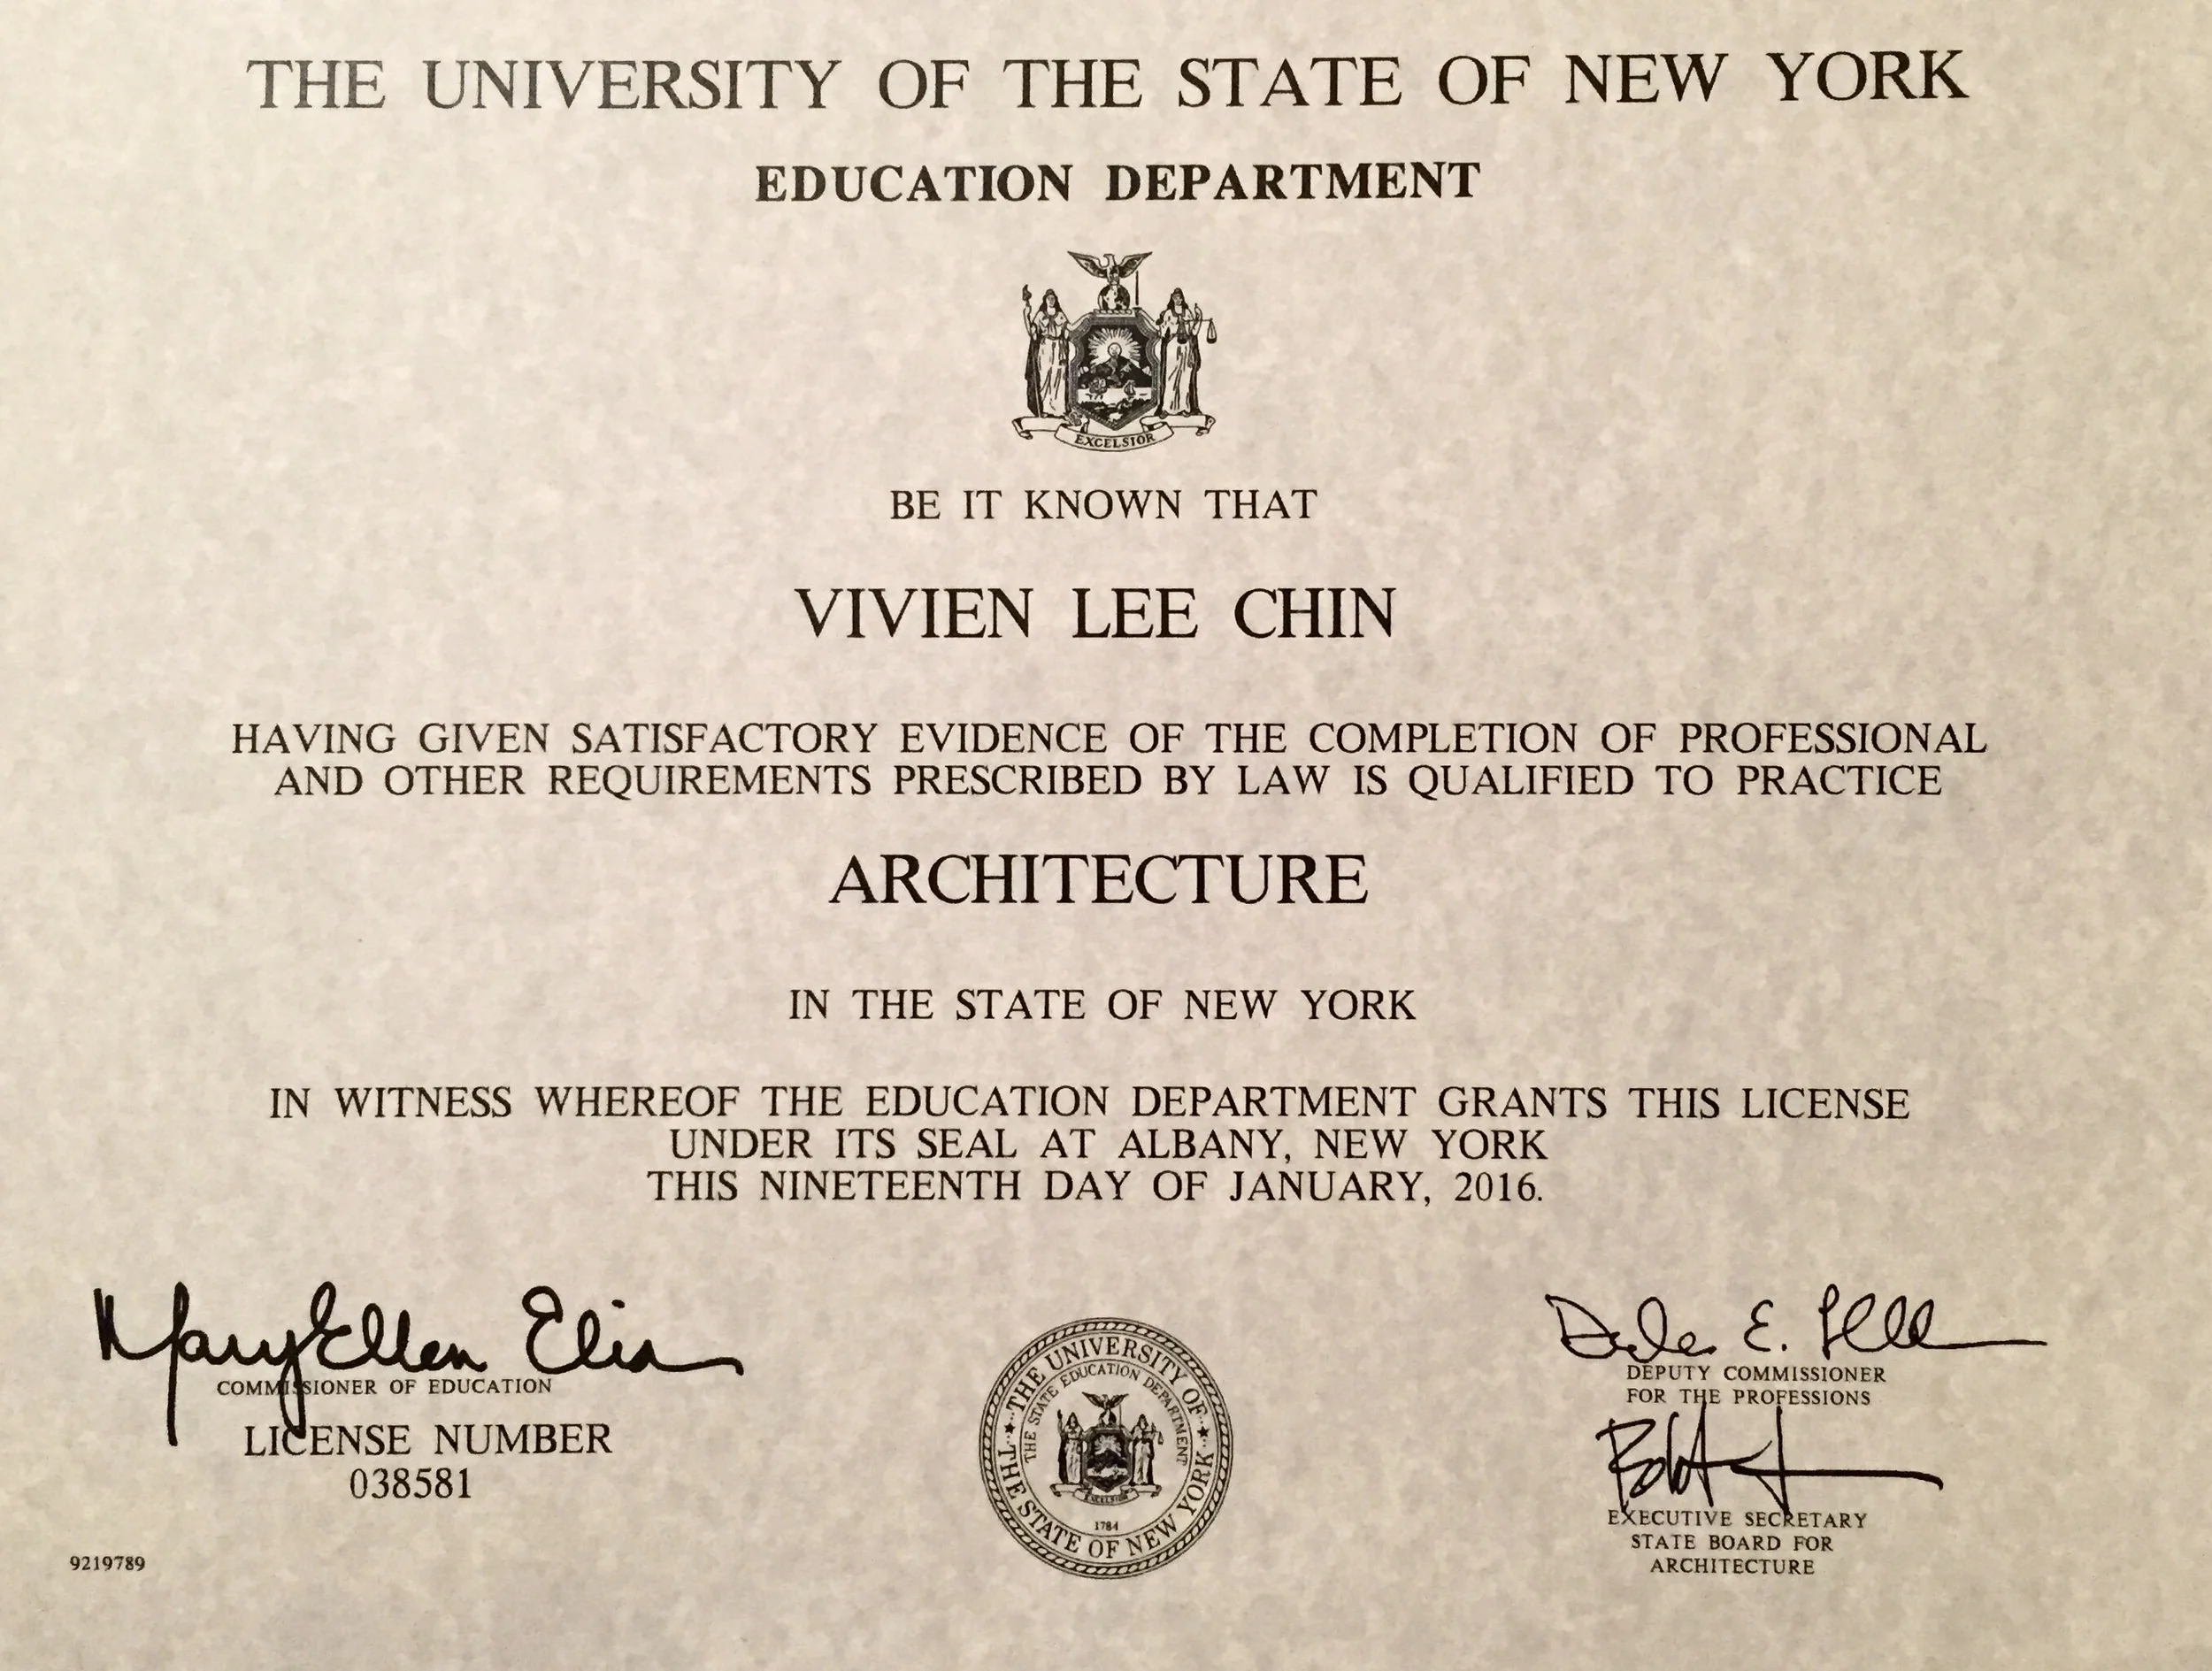 THE UNIVERSITY OF THE STATE OF NEW YORK
EDUCATION DEPARTMENT
EXCELSIOR
BE IT KNOWN THAT
VIVIEN LEE CHIN
HAVING GIVEN SATISFACTORY EVIDENCE OF THE COMPLETION OF PROFESSIONAL
AND OTHER REQUIREMENTS PRESCRIBED BY LAW IS QUALIFIED TO PRACTICE
ARCHITECTURE
IN THE STATE OF NEW YORK
IN WITNESS WHEREOF THE EDUCATION DEPARTMENT GRANTS THIS LICENSE
UNDER ITS SEAL AT ALBANY, NEW YORK
THIS NINETEENTH DAY OF JANUARY, 2016.
MaryEllen Elia
COMMISSIONER OF EDUCATION
LICENSE NUMBER
038581
9219789
THE UNIVERSITY OF
THE STATE OF NEW YORK
THE STATE EDUCATION DEPARTMENT
EXCELSIOR
1784
E.
DEPUTY COMMISSIONER
FOR THE PROFESSIONS
EXECUTIVE SECRETARY
STATE BOARD FOR
ARCHITECTURE